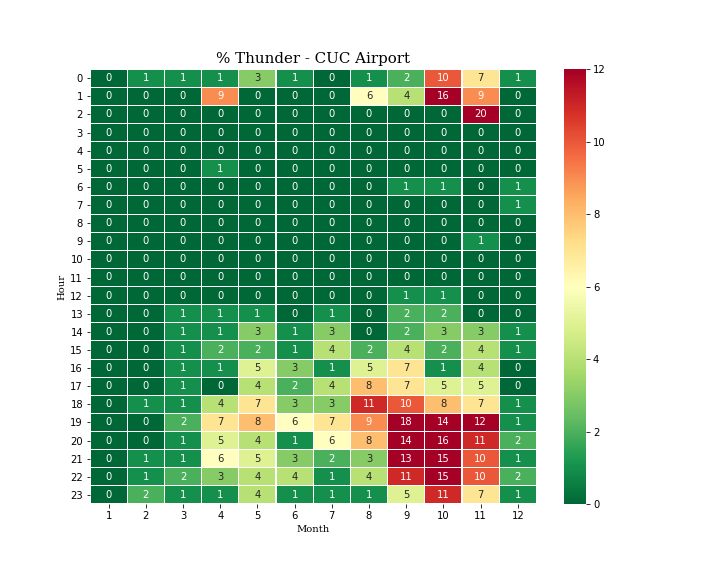 % Thunder - CUC Airport
0 0 1 1 1 3 1 0 1 2 10 7 1
1 0 0 0 9 0 0 0 6 4 16 9 0
2 0 0 0 0 0 0 0 0 0 0 20 0
3 0 0 0 0 0 0 0 0 0 0 0 0
4 0 0 0 0 0 0 0 0 0 0 0 0
5 0 0 0 1 0 0 0 0 0 0 0 0
6 0 0 0 0 0 0 0 0 1 1 0 1
7 0 0 0 0 0 0 0 0 0 0 0 1
8 0 0 0 0 0 0 0 0 0 0 0 0
9 0 0 0 0 0 0 0 0 0 0 1 0
10 0 0 0 0 0 0 0 0 0 0 0 0
11 0 0 0 0 0 0 0 0 0 0 0 0
12 0 0 0 0 0 0 0 0 1 1 0 0
13 0 0 1 1 1 0 1 0 2 2 0 0
14 0 0 1 1 3 1 3 0 2 3 3 1
15 0 0 1 2 2 1 4 2 4 2 4 1
16 0 0 1 1 5 3 1 5 7 1 4 0
17 0 0 1 0 4 2 4 8 7 5 5 0
18 0 1 1 4 7 3 3 11 10 8 7 1
19 0 0 2 7 8 6 7 9 18 14 12 1
20 0 0 1 5 4 1 6 8 14 16 11 2
21 0 1 1 6 5 3 2 3 13 15 10 1
22 0 1 2 3 4 4 1 4 11 15 10 2
23 0 2 1 1 4 1 1 1 5 11 7 1
1 2 3 4 5 6 7 8 9 10 11 12
Month
Hour
12
10
8
6
4
2
0